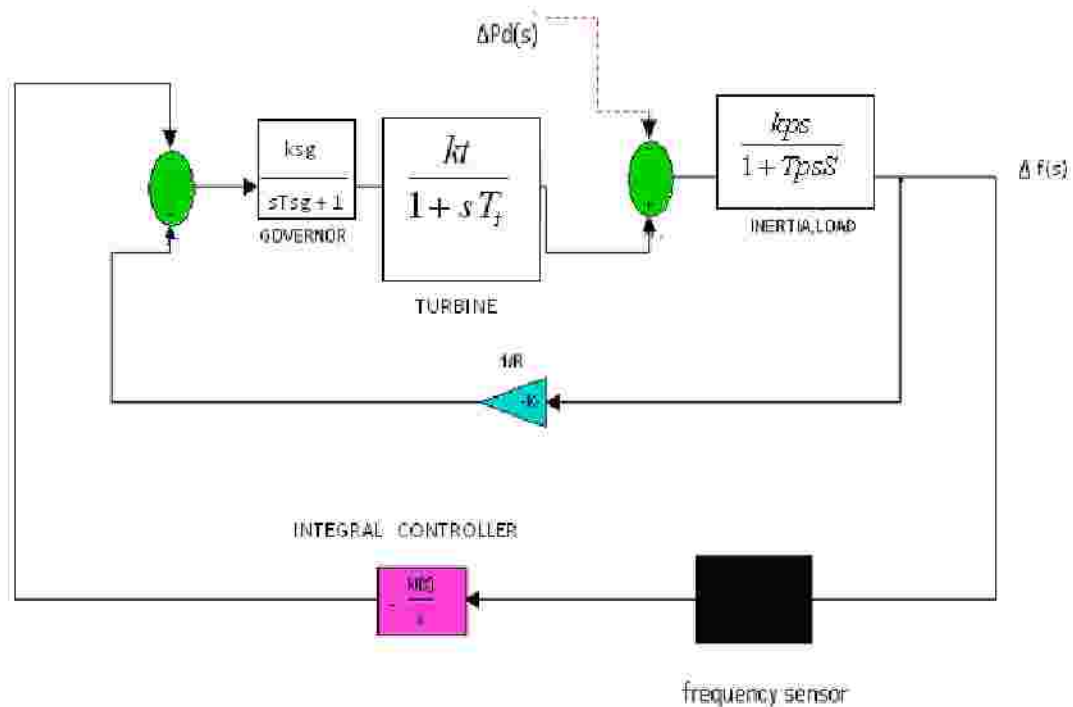 ΔPd(s)
ksg
sTsg + 1
GOVERNOR
kt
1 + sT
TURBINE
kps
1 + TpsS
INERTIA,LOAD
Δ f(s)
1/R
INTEGRAL CONTROLLER
frequency sensor